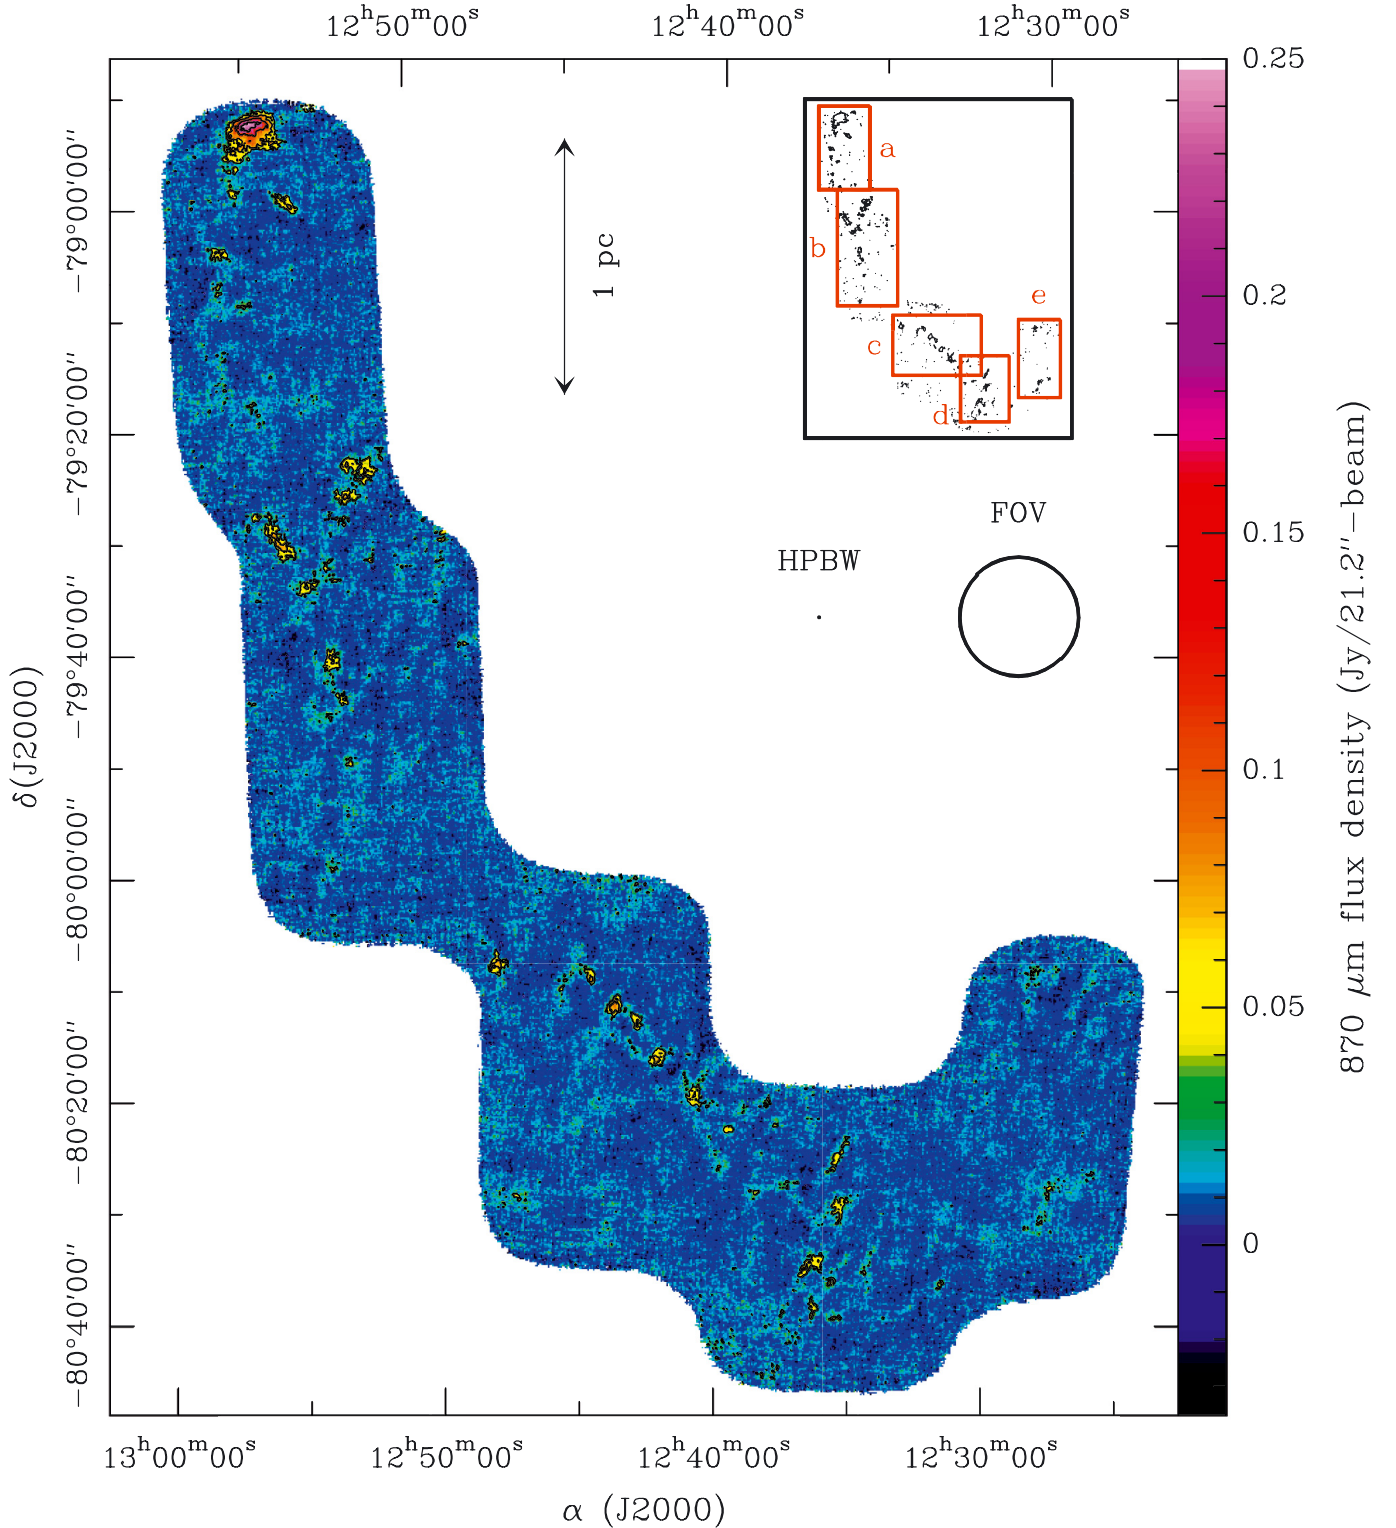 12ʰ50ᵐ00ˢ 12ʰ40ᵐ00ˢ 12ʰ30ᵐ00ˢ
0.25
0.2
0.15
0.1
0.05
0
870 μm flux density (Jy/21.2″−beam)
a
b
c
d
e
1 pc
FOV
HPBW
δ(J2000)
−79°00′00″
−79°20′00″
−79°40′00″
−80°00′00″
−80°20′00″
−80°40′00″
13ʰ00ᵐ00ˢ 12ʰ50ᵐ00ˢ 12ʰ40ᵐ00ˢ 12ʰ30ᵐ00ˢ
α (J2000)